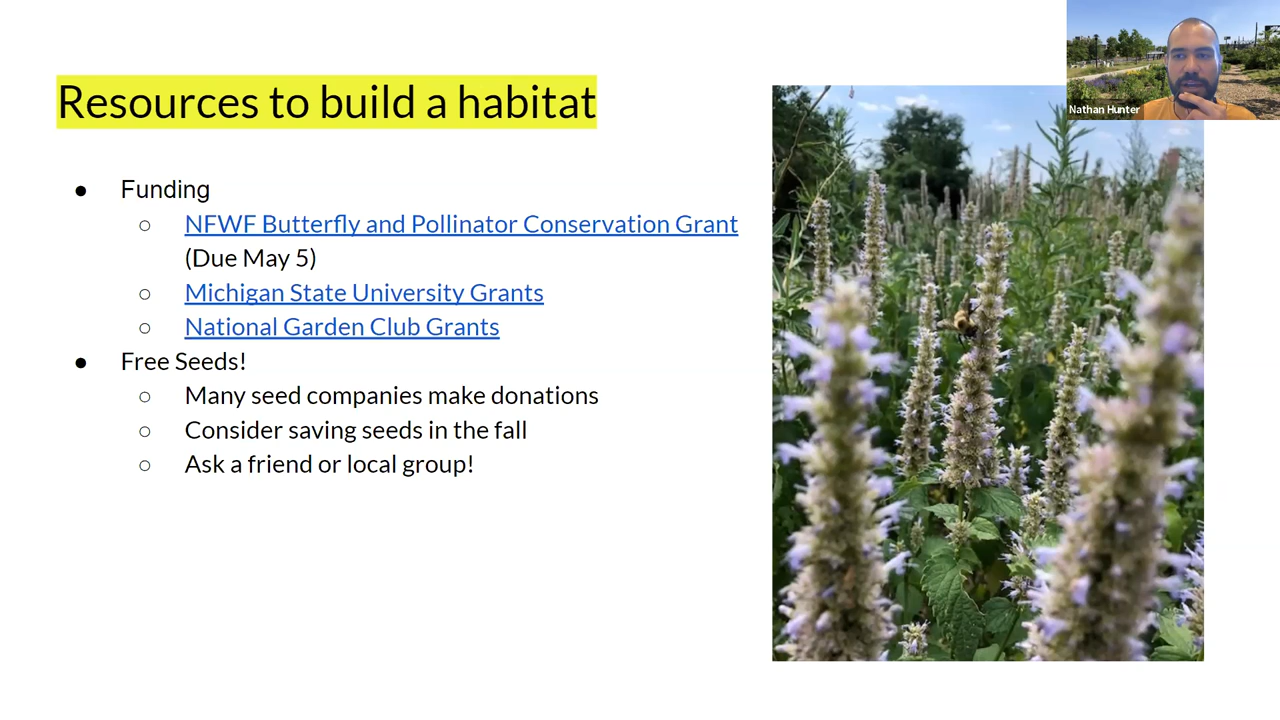 Resources to build a habitat
● Funding
○ NFWF Butterfly and Pollinator Conservation Grant
(Due May 5)
○ Michigan State University Grants
○ National Garden Club Grants
● Free Seeds!
○ Many seed companies make donations
○ Consider saving seeds in the fall
○ Ask a friend or local group!
Nathan Hunter